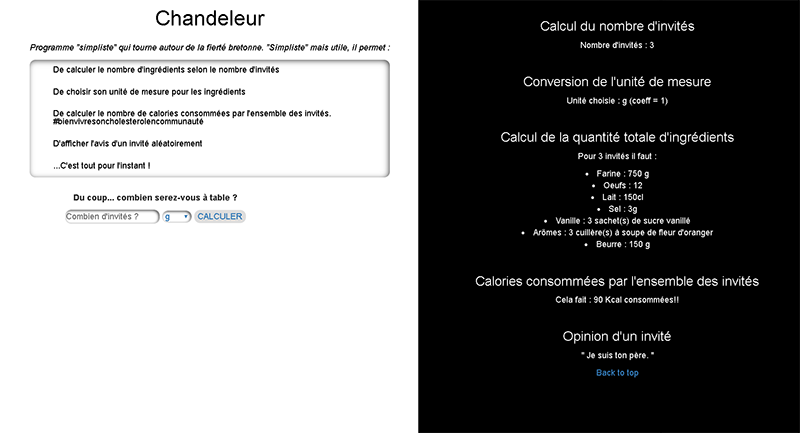 Chandeleur
Programme "simpliste" qui tourne autour de la fierté bretonne. "Simpliste" mais utile, il permet :
De calculer le nombre d'ingrédients selon le nombre d'invités
De choisir son unité de mesure pour les ingrédients
De calculer le nombre de calories consommées par l'ensemble des invités.
#bienvivresoncholesterolencommunauté
D'afficher l'avis d'un invité aléatoirement
...C'est tout pour l'instant !
Du coup... combien serez-vous à table ?
Combien d'invités ? g CALCULER
Calcul du nombre d'invités
Nombre d'invités : 3
Conversion de l'unité de mesure
Unité choisie : g (coeff = 1)
Calcul de la quantité totale d'ingrédients
Pour 3 invités il faut :
• Farine : 750 g
• Oeufs : 12
• Lait : 150cl
• Sel : 3g
• Vanille : 3 sachet(s) de sucre vanillé
• Arômes : 3 cuillère(s) à soupe de fleur d'oranger
• Beurre : 150 g
Calories consommées par l'ensemble des invités
Cela fait : 90 Kcal consommées!!
Opinion d'un invité
" Je suis ton père. "
Back to top